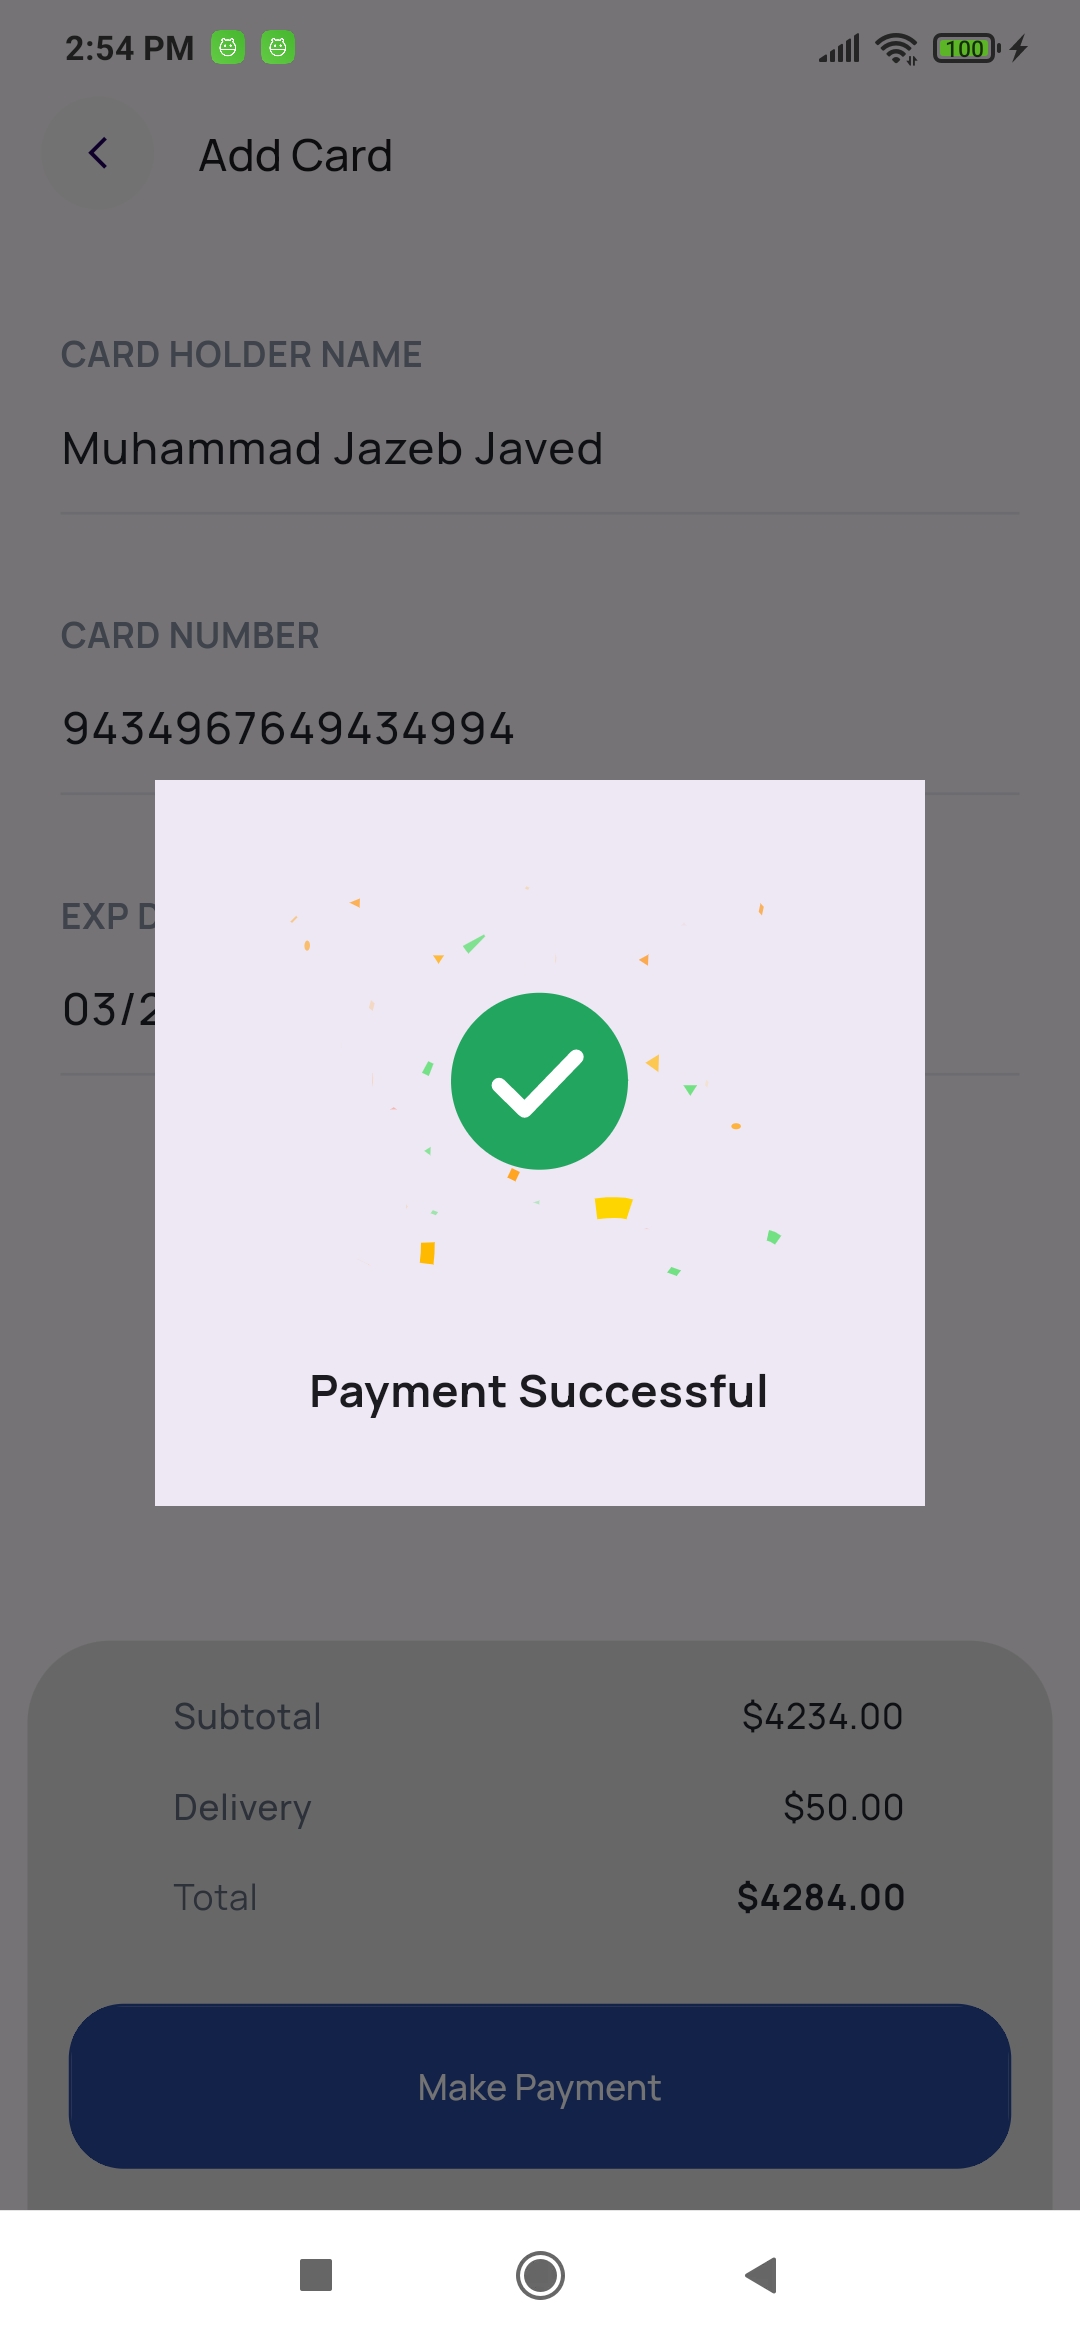 2:54 PM
100
Add Card
CARD HOLDER NAME
Muhammad Jazeb Javed
CARD NUMBER
9434967649434994
EXP
03/2
Payment Successful
Subtotal $4234.00
Delivery $50.00
Total $4284.00
Make Payment